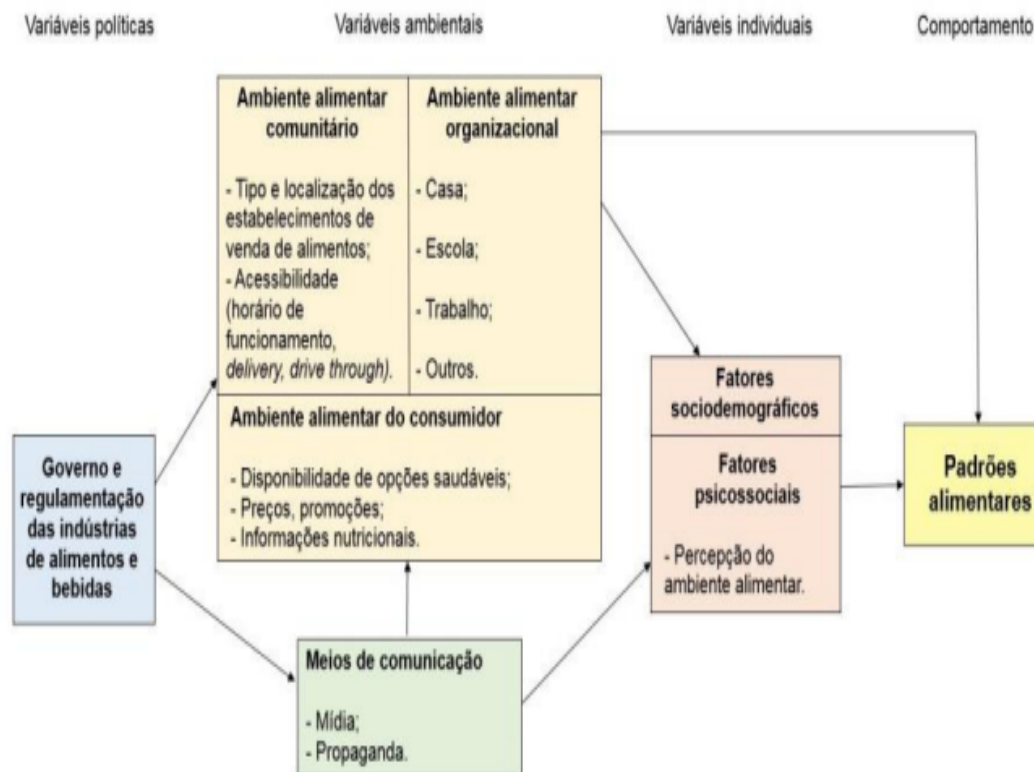 Variáveis políticas
Variáveis ambientais
Variáveis individuais
Comportamento
Ambiente alimentar
comunitário
- Tipo e localização dos
estabelecimentos de
venda de alimentos;
- Acessibilidade
(horário de
funcionamento,
delivery, drive through).
Ambiente alimentar
organizacional
- Casa;
- Escola;
- Trabalho;
- Outros.
Ambiente alimentar do consumidor
- Disponibilidade de opções saudáveis;
- Preços, promoções;
- Informações nutricionais.
Governo e
regulamentação
das indústrias
de alimentos e
bebidas
Meios de comunicação
- Mídia;
- Propaganda.
Fatores
sociodemográficos
Fatores
psicossociais
- Percepção do
ambiente alimentar.
Padrões
alimentares